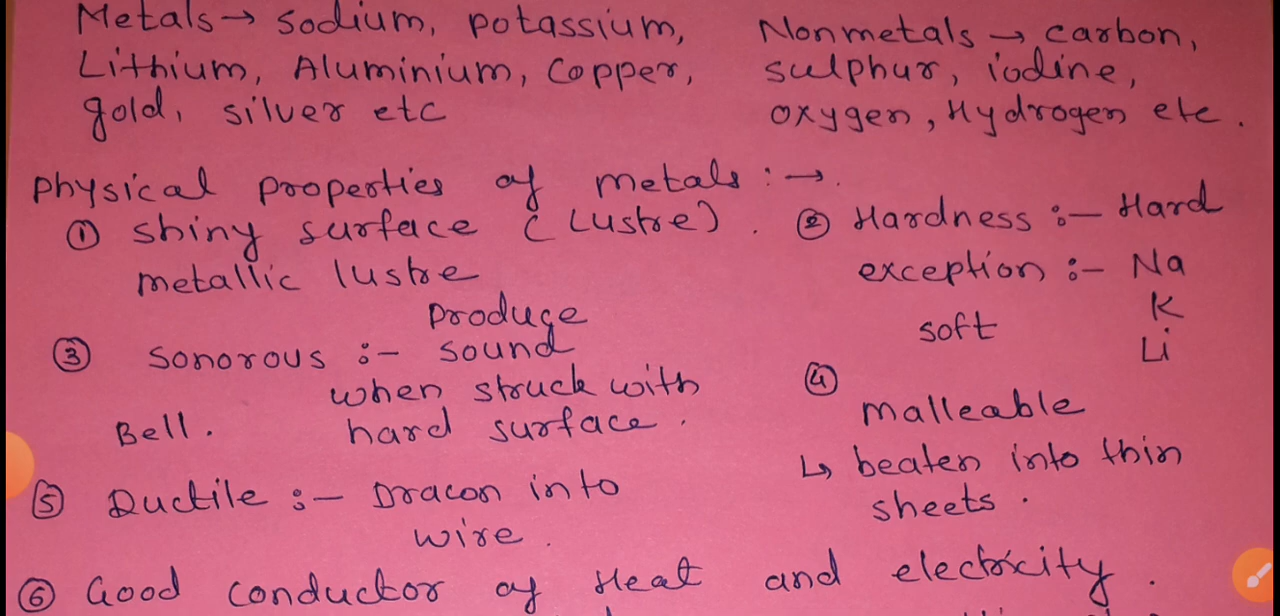 Metals → sodium, potassium,
Lithium, Aluminium, Copper,
gold, silver etc
Nonmetals → carbon,
sulphur, iodine,
oxygen, Hydrogen etc.
Physical properties of metals :→.
① shiny surface (Lustre).
metallic lustre
② Hardness :- Hard
exception :- Na
K
soft
Li
③ sonorous :- produce
sound
when struck with
hard surface.
Bell.
④
malleable
↳ beaten into thin
sheets.
⑤ Ductile :- Drawn into
wire.
⑥ Good conductor of Heat and electricity.